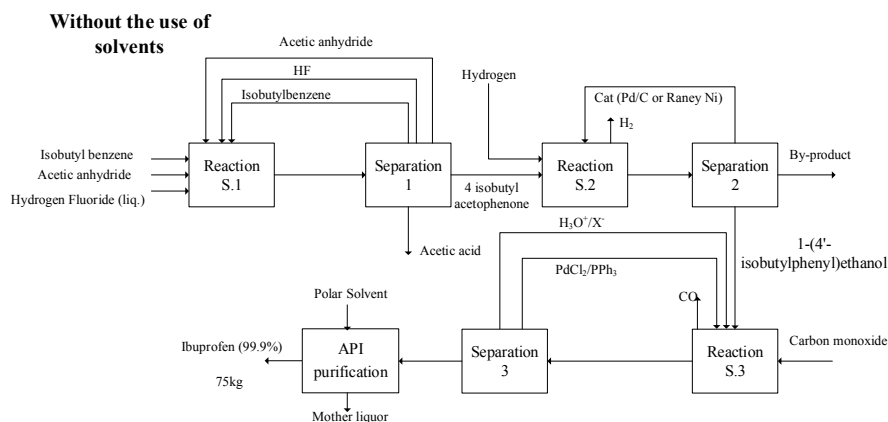 Without the use of
solvents
Acetic anhydride
HF
Isobutylbenzene
Hydrogen
Cat (Pd/C or Raney Ni)
H₂
Isobutyl benzene
Acetic anhydride
Hydrogen Fluoride (liq.)
Reaction
S.1
Separation
1
4 isobutyl
acetophenone
Reaction
S.2
Separation
2
By-product
Acetic acid
H₃O⁺/X⁻
PdCl₂/PPh₃
1-(4'-
isobutylphenyl)ethanol
CO
Polar Solvent
Ibuprofen (99.9%)
75kg
API
purification
Separation
3
Reaction
S.3
Carbon monoxide
Mother liquor